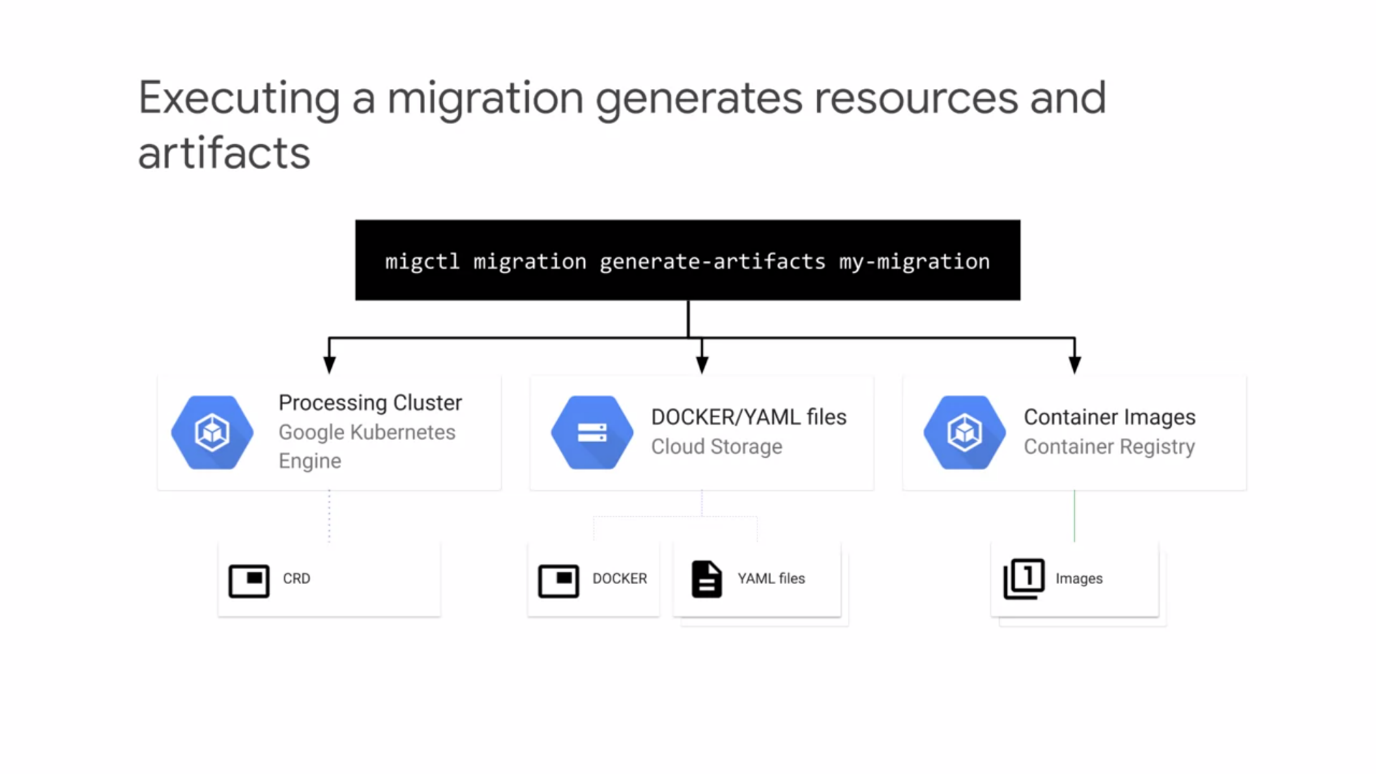 Executing a migration generates resources and
artifacts
migctl migration generate-artifacts my-migration
Processing Cluster
Google Kubernetes
Engine
DOCKER/YAML files
Cloud Storage
Container Images
Container Registry
CRD
DOCKER
YAML files
1
Images